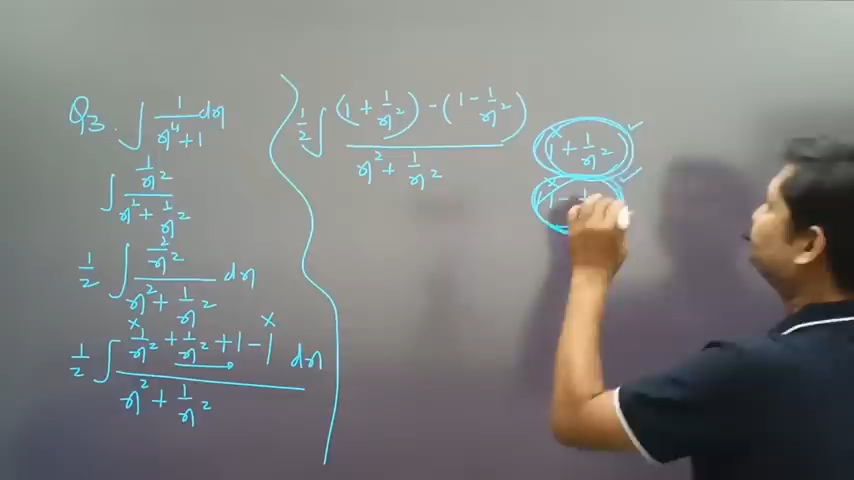 Q3. ∫ 1/(x⁴+1) dx
∫ (1/x²)/(x²+1/x²)
1/2 ∫ (2/x²)/(x²+1/x²) dx
1/2 ∫ (1/x² + 1/x² + 1 - 1)/(x²+1/x²) dx
1/2 ∫ ((1+1/x²) - (1-1/x²))/(x²+1/x²)
1+1/x²
1-